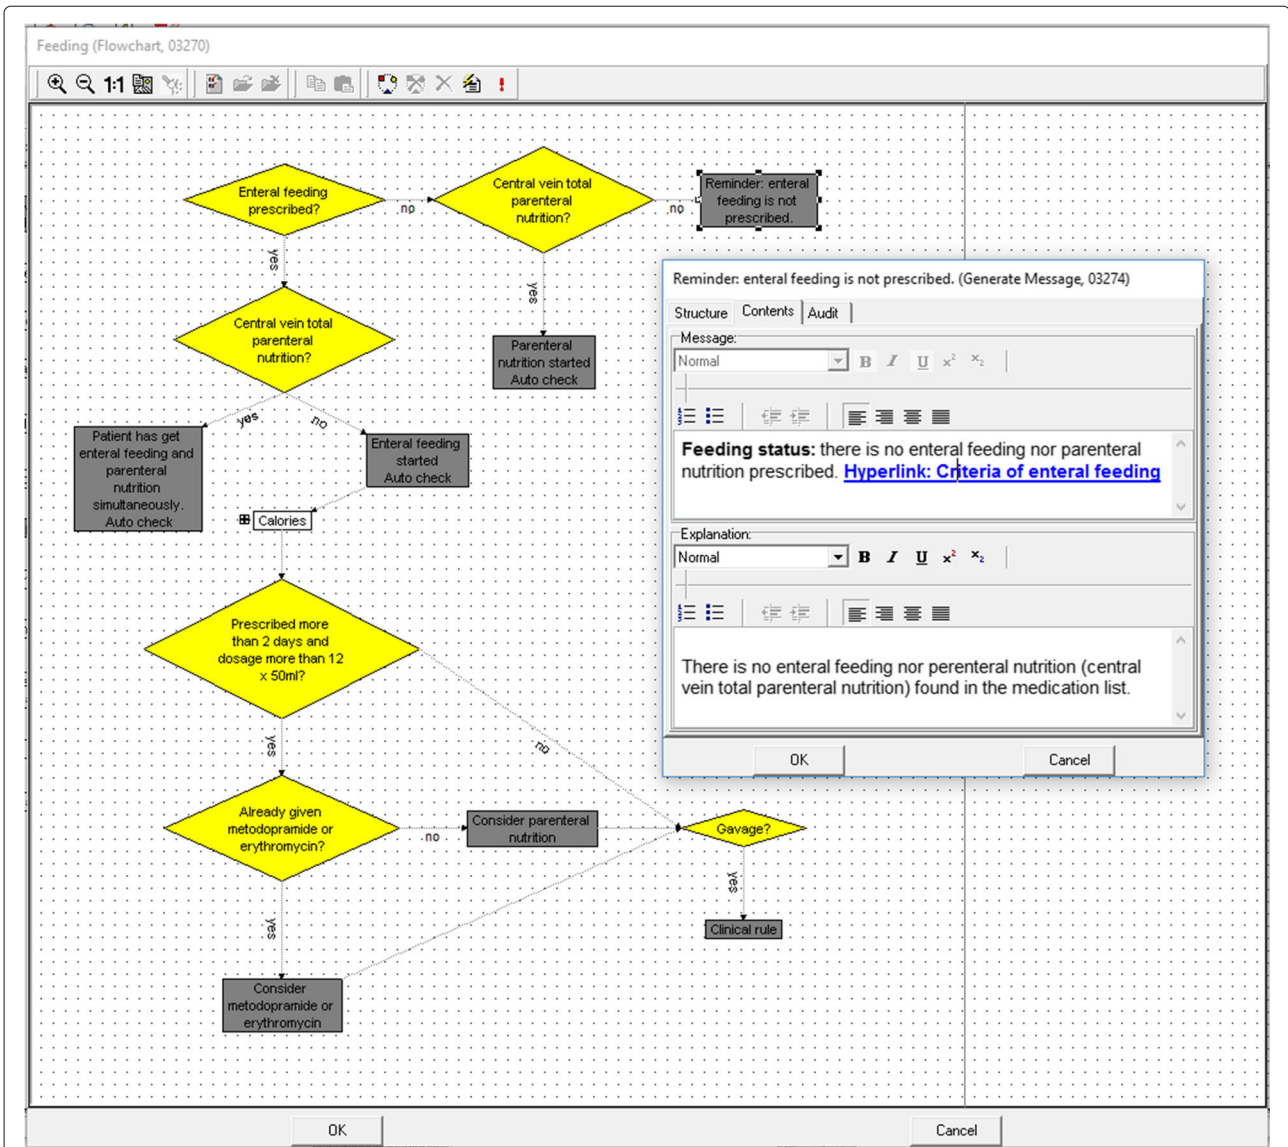 Feeding (Flowchart, 03270)
1:1
!
Enteral feeding
prescribed?
no
Central vein total
parenteral
nutrition?
no
Reminder: enteral
feeding is not
prescribed.
yes
yes
Central vein total
parenteral
nutrition?
Parenteral
nutrition started
Auto check
yes
no
Patient has get
enteral feeding and
parenteral
nutrition
simultaneously.
Auto check
Enteral feeding
started
Auto check
Calories
Prescribed more
than 2 days and
dosage more than 12
x 50ml?
yes
no
Already given
metodopramide or
erythromycin?
no
Consider parenteral
nutrition
Gavage?
yes
yes
Clinical rule
Consider
metodopramide or
erythromycin
Reminder: enteral feeding is not prescribed. (Generate Message, 03274)
Structure Contents Audit
Message:
Normal B I U x² x₂
Feeding status: there is no enteral feeding nor parenteral
nutrition prescribed. Hyperlink: Criteria of enteral feeding
Explanation:
Normal B I U x² x₂
There is no enteral feeding nor perenteral nutrition (central
vein total parenteral nutrition) found in the medication list.
OK Cancel
OK Cancel